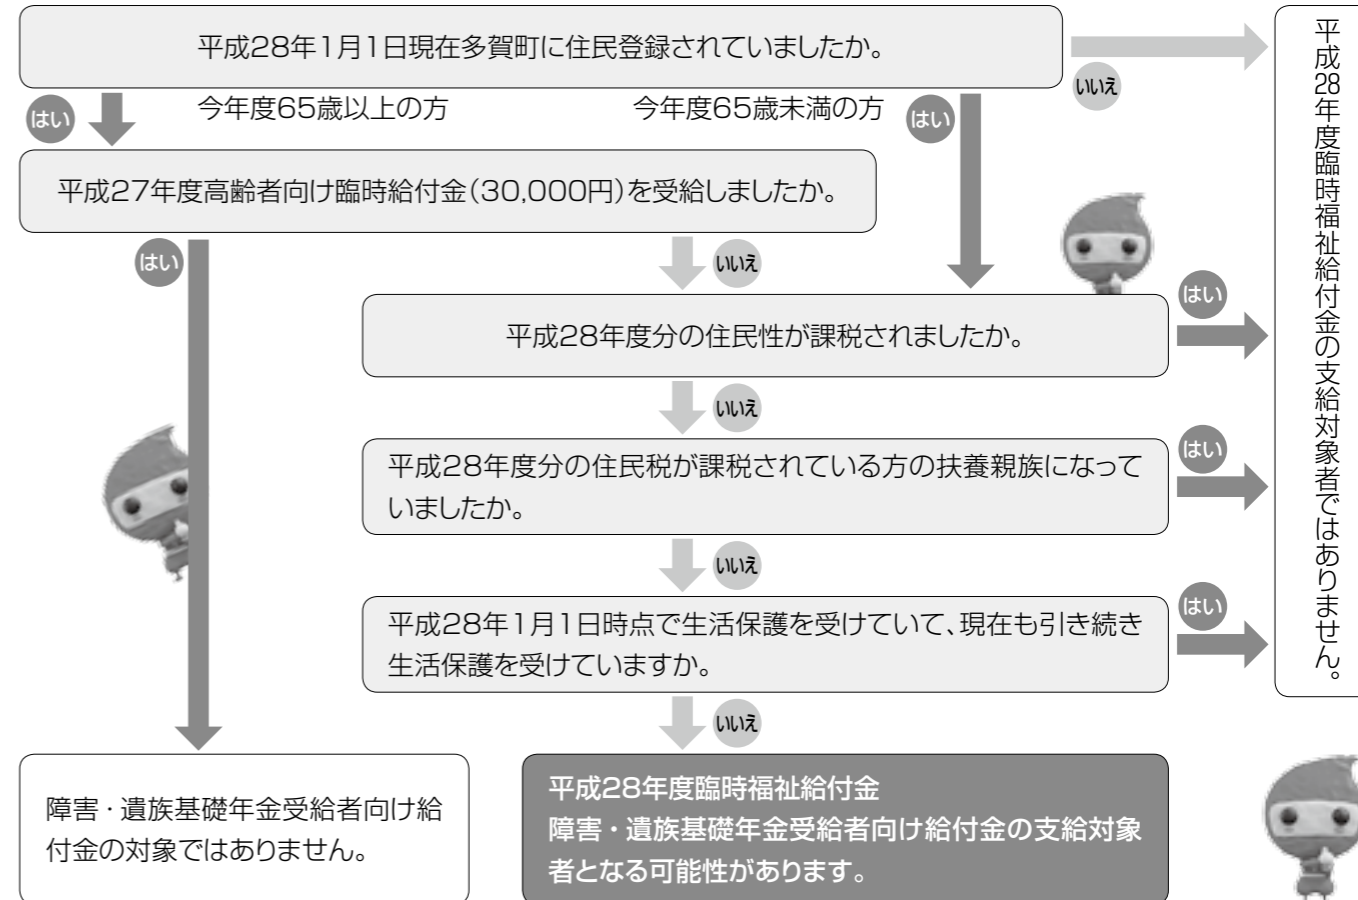 平成28年1月1日現在多賀町に住民登録されていましたか。
いいえ
はい
今年度65歳以上の方
今年度65歳未満の方
はい
平成27年度高齢者向け臨時給付金(30,000円)を受給しましたか。
はい
いいえ
平成28年度分の住民性が課税されましたか。
はい
いいえ
平成28年度分の住民税が課税されている方の扶養親族になって
いましたか。
はい
いいえ
平成28年1月1日時点で生活保護を受けていて、現在も引き続き
生活保護を受けていますか。
はい
いいえ
平成28年度臨時福祉給付金の支給対象者ではありません。
障害・遺族基礎年金受給者向け給
付金の対象ではありません。
平成28年度臨時福祉給付金
障害・遺族基礎年金受給者向け給付金の支給対象
者となる可能性があります。